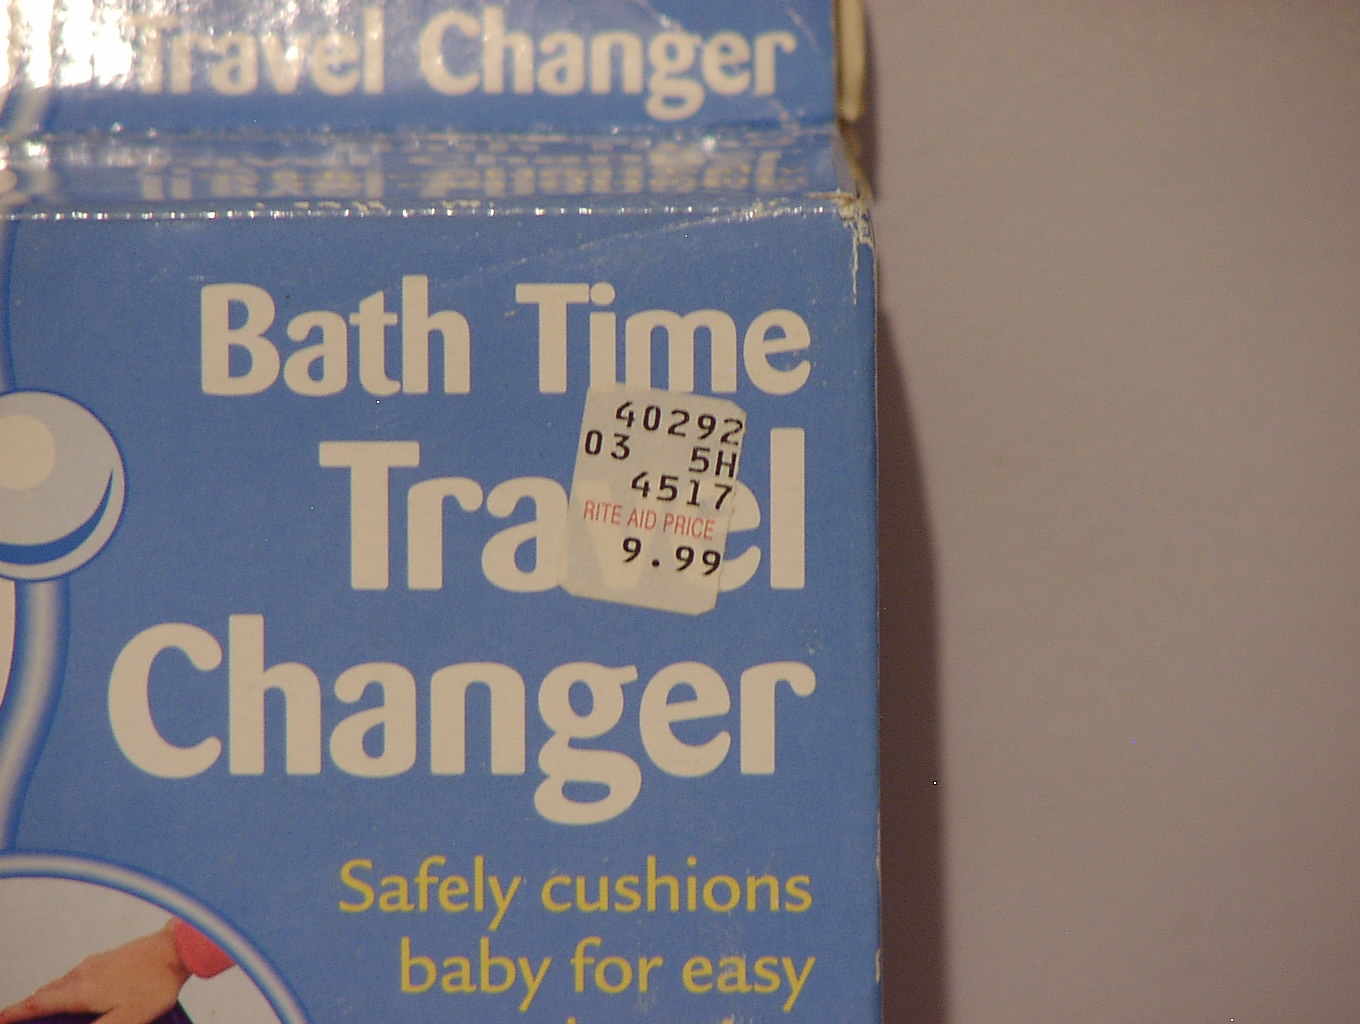 Travel Changer
Bath Time
Travel
Changer
40292
03 5H
4517
RITE AID PRICE
9.99
Safely cushions
baby for easy